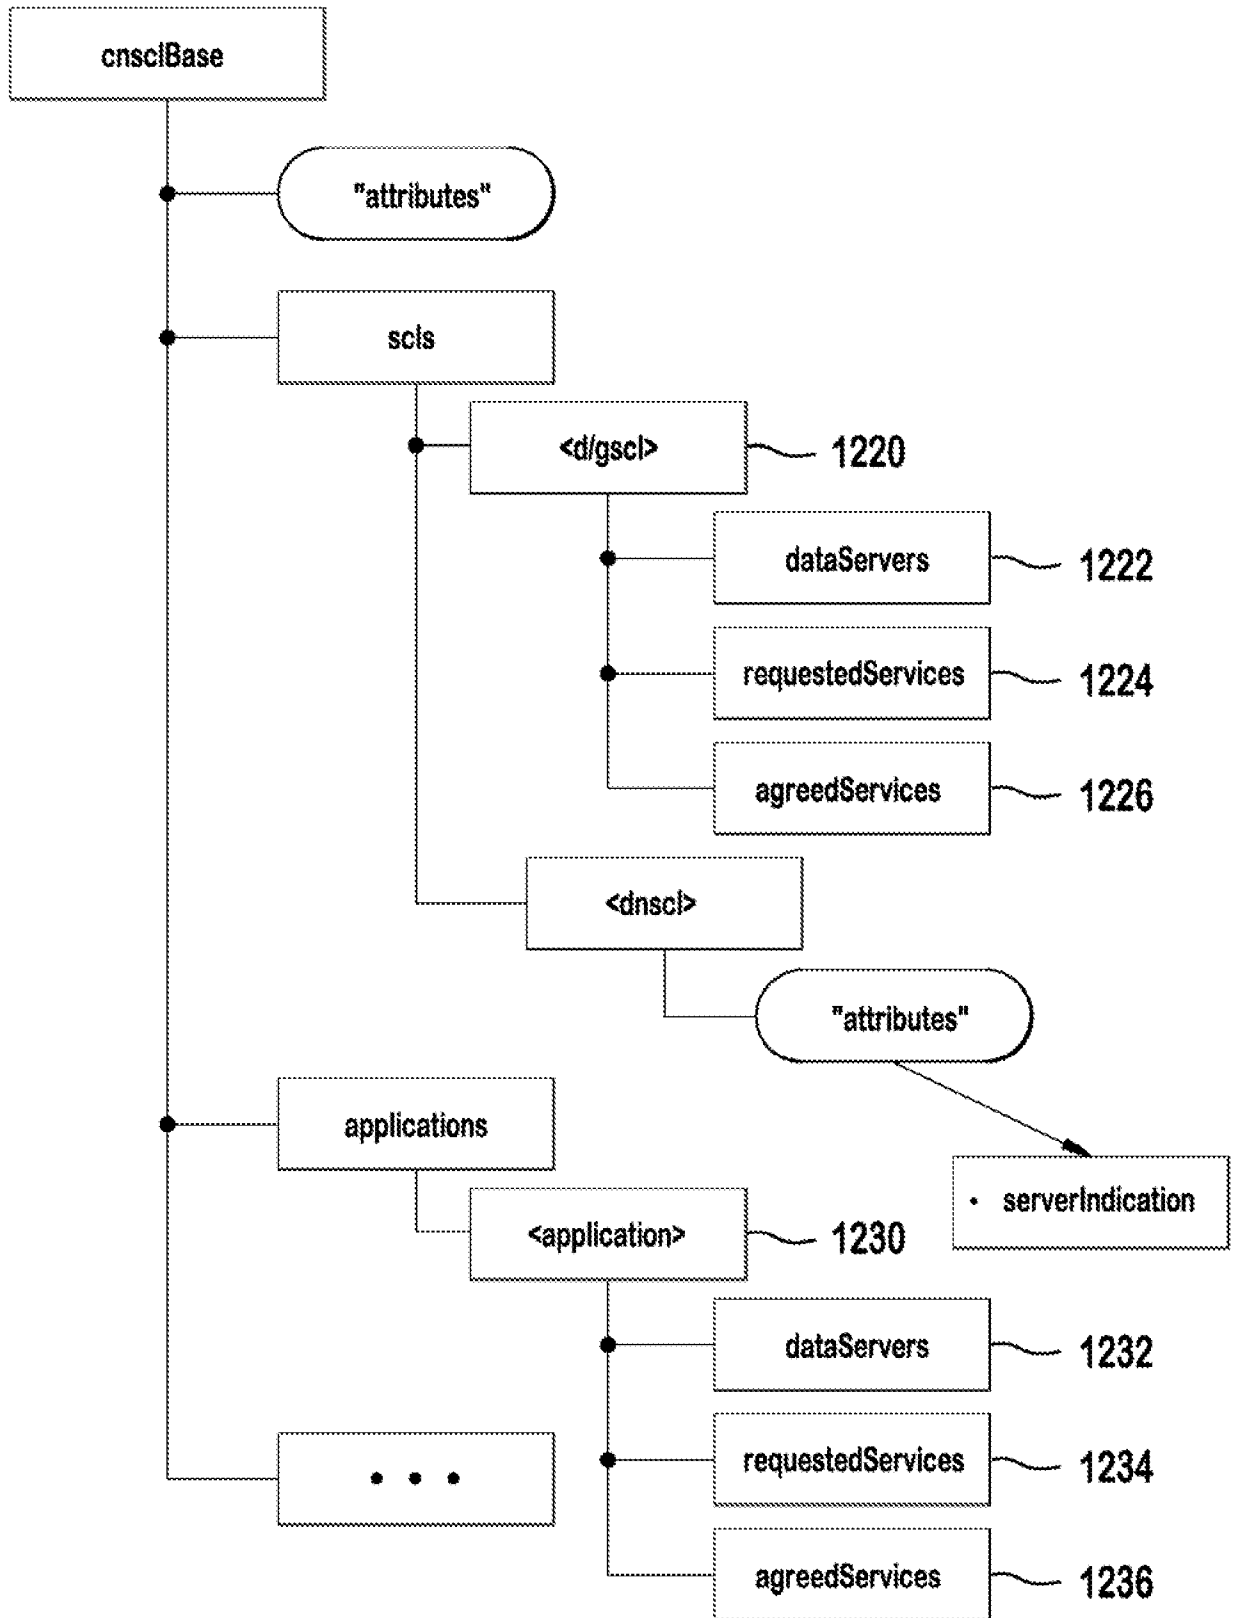 cnsclBase
"attributes"
scls
<d/gscl> 1220
dataServers 1222
requestedServices 1224
agreedServices 1226
<dnscl>
"attributes"
applications
• serverIndication
<application> 1230
dataServers 1232
requestedServices 1234
• • •
agreedServices 1236